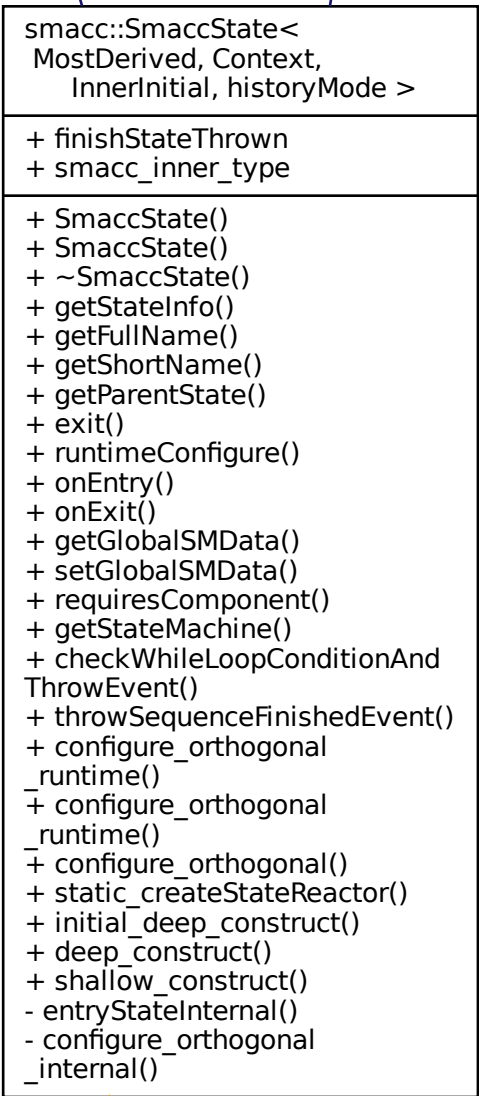 smacc::SmaccState<
MostDerived, Context,
InnerInitial, historyMode >
+ finishStateThrown
+ smacc_inner_type
+ SmaccState()
+ SmaccState()
+ ~SmaccState()
+ getStateInfo()
+ getFullName()
+ getShortName()
+ getParentState()
+ exit()
+ runtimeConfigure()
+ onEntry()
+ onExit()
+ getGlobalSMData()
+ setGlobalSMData()
+ requiresComponent()
+ getStateMachine()
+ checkWhileLoopConditionAnd
ThrowEvent()
+ throwSequenceFinishedEvent()
+ configure_orthogonal
_runtime()
+ configure_orthogonal
_runtime()
+ configure_orthogonal()
+ static_createStateReactor()
+ initial_deep_construct()
+ deep_construct()
+ shallow_construct()
- entryStateInternal()
- configure_orthogonal
_internal()